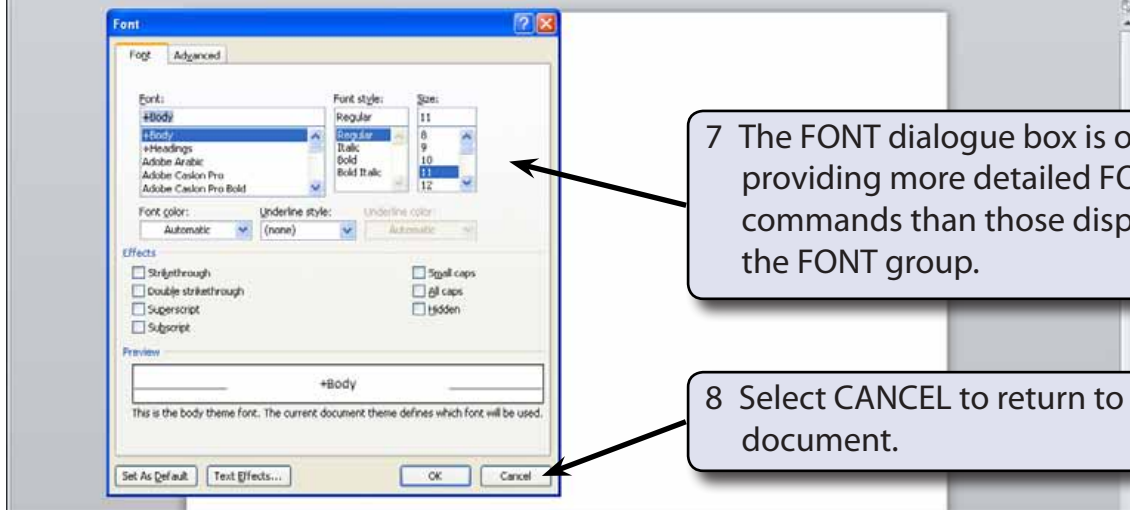 Font
Font Advanced
Font: Font style: Size:
+Body Regular 11
+Body Regular 8
+Headings Italic 9
Adobe Arabic Bold 10
Adobe Caslon Pro Bold Italic 11
Adobe Caslon Pro Bold 12
Font color: Underline style: Underline color:
Automatic (none) Automatic
Effects
Strikethrough Small caps
Double strikethrough All caps
Superscript Hidden
Subscript
Preview
+Body
This is the body theme font. The current document theme defines which font will be used.
Set As Default Text Effects... OK Cancel
7 The FONT dialogue box is o
providing more detailed FO
commands than those disp
the FONT group.
8 Select CANCEL to return to
document.